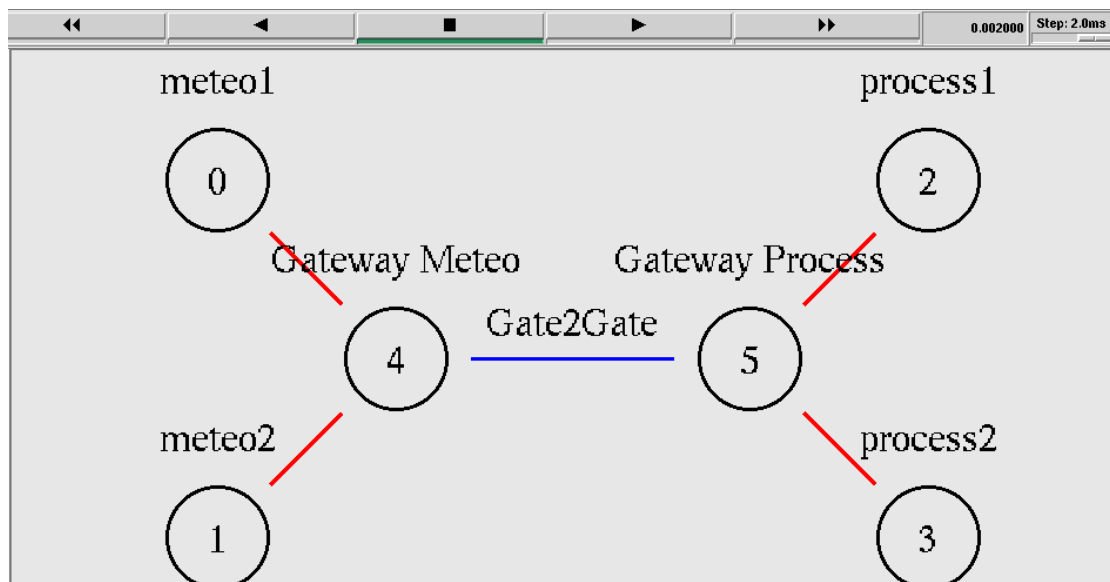 0.002000
Step: 2.0ms
meteo1
process1
0
2
Gateway Meteo
Gateway Process
Gate2Gate
4
5
meteo2
process2
1
3